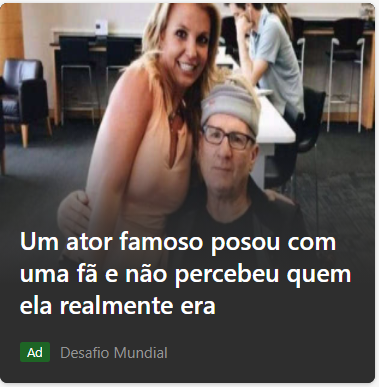 Um ator famoso posou com
uma fã e não percebeu quem
ela realmente era
Ad Desafio Mundial